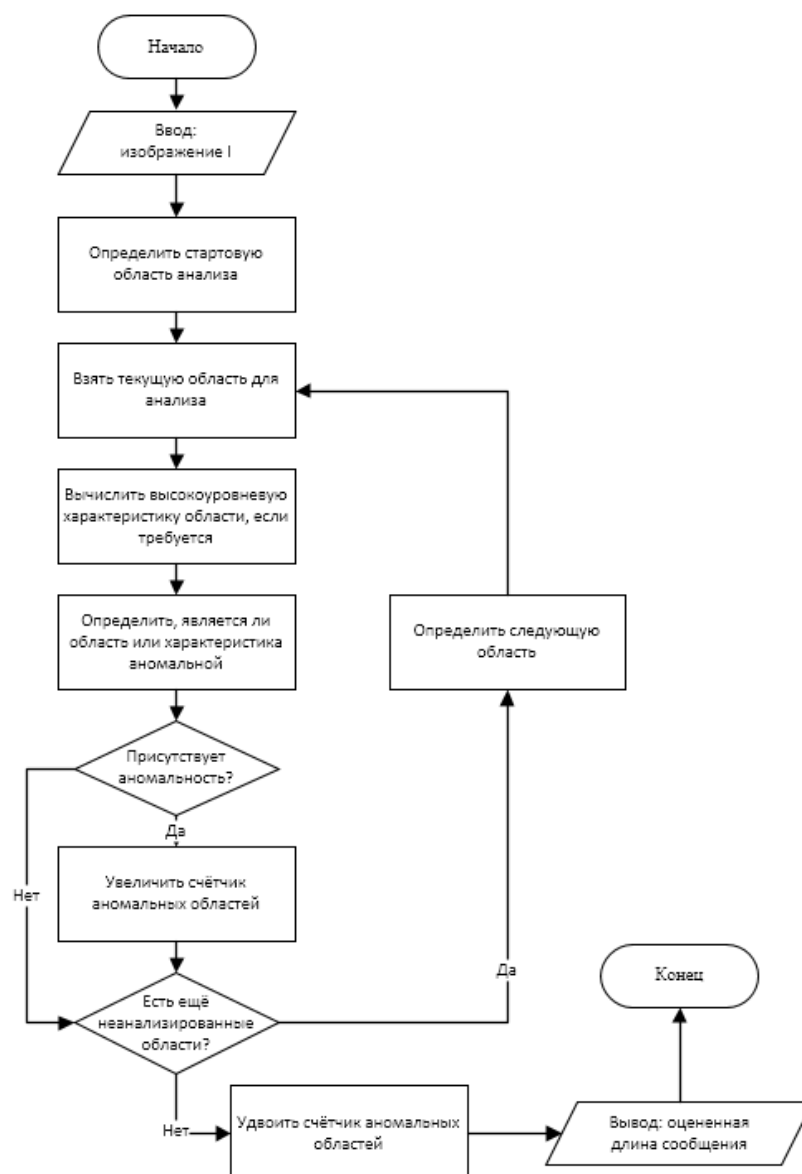 Начало
Ввод:
изображение I
Определить стартовую
область анализа
Взять текущую область для
анализа
Вычислить высокоуровневую
характеристику области, если
требуется
Определить, является ли
область или характеристика
аномальной
Определить следующую
область
Присутствует
аномальность?
Да
Нет
Увеличить счётчик
аномальных областей
Есть ещё
неанализированные
области?
Да
Нет
Удвоить счётчик аномальных
областей
Вывод: оцененная
длина сообщения
Конец